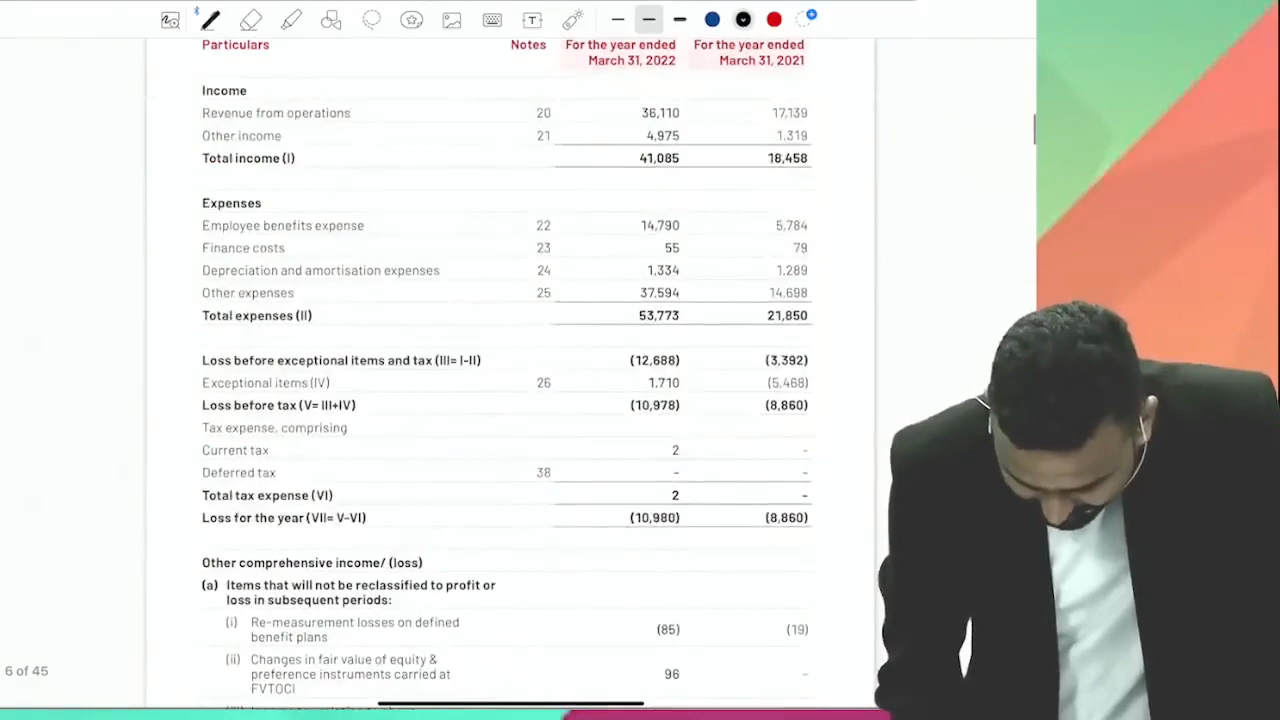 T
Particulars Notes For the year ended March 31, 2022 For the year ended March 31, 2021
Income
Revenue from operations 20 36,110 17,139
Other income 21 4,975 1,319
Total income (I) 41,085 18,458
Expenses
Employee benefits expense 22 14,790 5,784
Finance costs 23 55 79
Depreciation and amortisation expenses 24 1,334 1,289
Other expenses 25 37,594 14,698
Total expenses (II) 53,773 21,850
Loss before exceptional items and tax (III= I-II) (12,688) (3,392)
Exceptional items (IV) 26 1,710 (5,468)
Loss before tax (V= III+IV) (10,978) (8,860)
Tax expense, comprising
Current tax 2 -
Deferred tax 38 - -
Total tax expense (VI) 2 -
Loss for the year (VII= V-VI) (10,980) (8,860)
Other comprehensive income/ (loss)
(a) Items that will not be reclassified to profit or
loss in subsequent periods:
(i) Re-measurement losses on defined
benefit plans (85) (19)
(ii) Changes in fair value of equity &
preference instruments carried at 96 -
FVTOCI
6 of 45